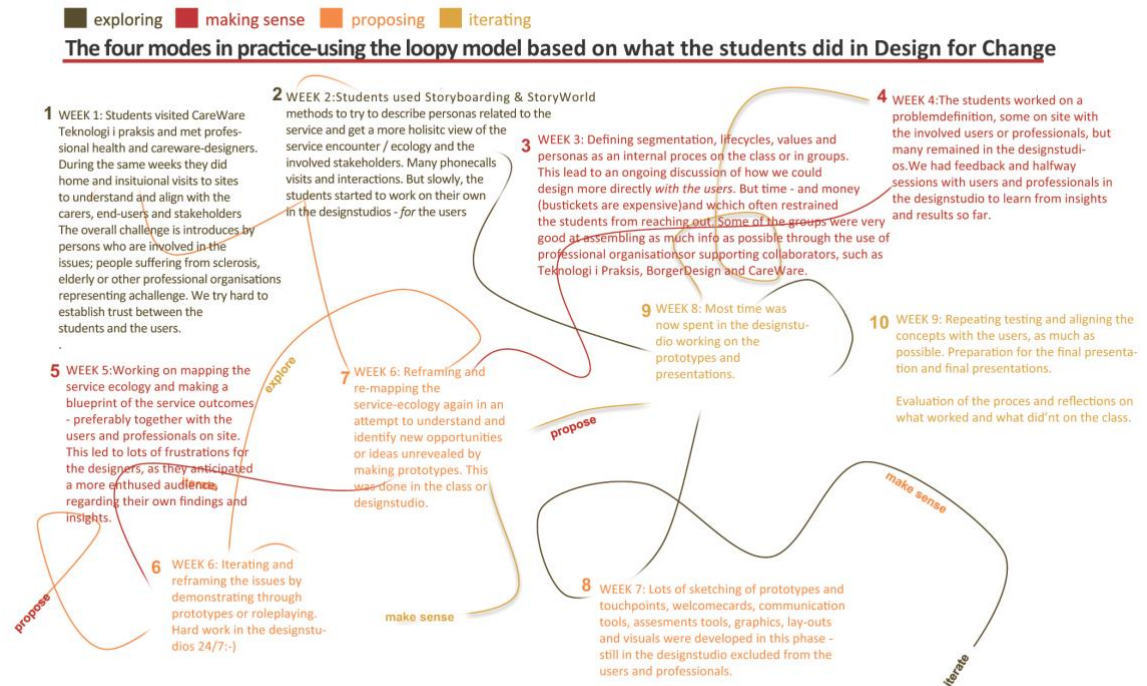 exploring making sense proposing iterating
The four modes in practice-using the loopy model based on what the students did in Design for Change
1 WEEK 1: Students visited CareWare
Teknologi i praksis and met profes-
sional health and careware-designers.
During the same weeks they did
home and insituional visits to sites
to understand and align with the
carers, end-users and stakeholders
The overall challenge is introduces by
persons who are involved in the
issues; people suffering from sclerosis,
elderly or other professional organisations
representing achallenge. We try hard to
establish trust between the
students and the users.
.
2 WEEK 2:Students used Storyboarding & StoryWorld
methods to try to describe personas related to the
service and get a more holisitc view of the
service encounter / ecology and the
involved stakeholders. Many phonecalls
visits and interactions. But slowly, the
students started to work on their own
in the designstudios - for the users
3 WEEK 3: Defining segmentation, lifecycles, values and
personas as an internal proces on the class or in groups.
This lead to an ongoing discussion of how we could
design more directly with the users. But time - and money
(bustickets are expensive)and wchich often restrained
the students from reaching out. Some of the groups were very
good at assembling as much info as possible through the use of
professional organisationsor supporting collaborators, such as
Teknologi i Praksis, BorgerDesign and CareWare.
4 WEEK 4:The students worked on a
problemdefinition, some on site with
the involved users or professionals, but
many remained in the designstudi-
os.We had feedback and halfway
sessions with users and professionals in
the designstudio to learn from insights
and results so far.
5 WEEK 5:Working on mapping the
service ecology and making a
blueprint of the service outcomes
- preferably together with the
users and professionals on site.
This led to lots of frustrations for
the designers, as they anticipated
a more enthused audience,
regarding their own findings and
insights.
explore
7 WEEK 6: Reframing and
re-mapping the
service-ecology again in an
attempt to understand and
identify new opportunities
or ideas unrevealed by
making prototypes. This
was done in the class or
designstudio.
9 WEEK 8: Most time was
now spent in the designstu-
dio working on the
prototypes and
presentations.
10 WEEK 9: Repeating testing and aligning the
concepts with the users, as much as
possible. Preparation for the final presenta-
tion and final presentations.
Evaluation of the proces and reflections on
what worked and what did'nt on the class.
propose
make sense
propose
6 WEEK 6: Iterating and
reframing the issues by
demonstrating through
prototypes or roleplaying.
Hard work in the designstu-
dios 24/7:-)
make sense
8 WEEK 7: Lots of sketching of prototypes and
touchpoints, welcomecards, communication
tools, assesments tools, graphics, lay-outs
and visuals were developed in this phase -
still in the designstudio excluded from the
users and professionals.
iterate